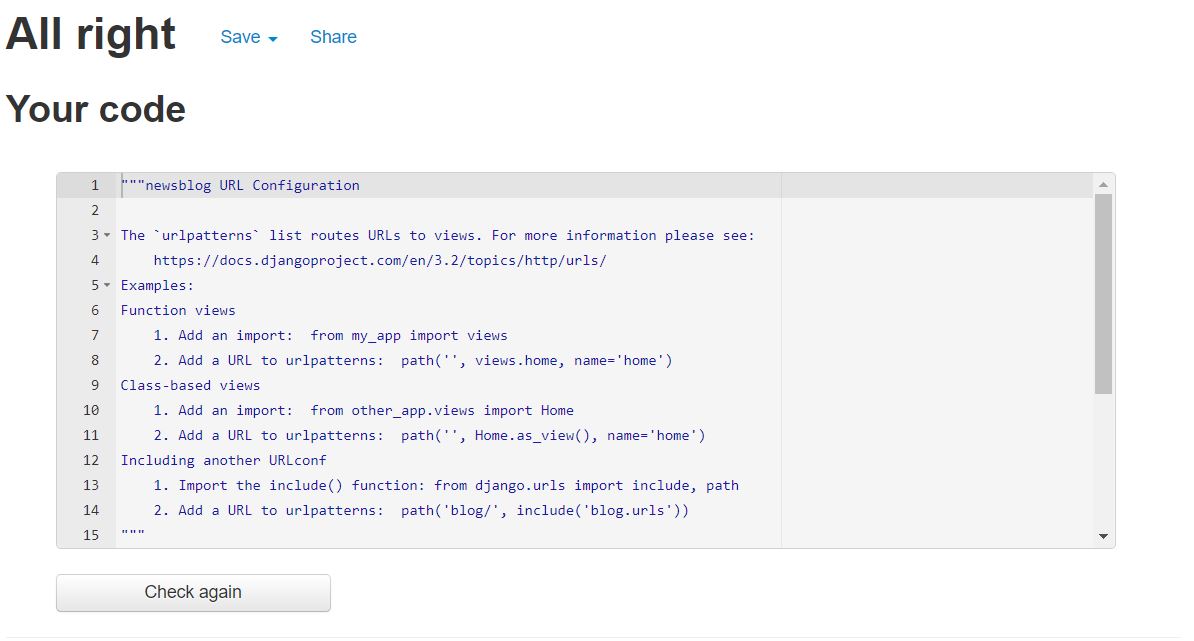 All right Save Share
Your code
1 """newsblog URL Configuration
2
3 The `urlpatterns` list routes URLs to views. For more information please see:
4     https://docs.djangoproject.com/en/3.2/topics/http/urls/
5 Examples:
6 Function views
7     1. Add an import:  from my_app import views
8     2. Add a URL to urlpatterns:  path('', views.home, name='home')
9 Class-based views
10     1. Add an import:  from other_app.views import Home
11     2. Add a URL to urlpatterns:  path('', Home.as_view(), name='home')
12 Including another URLconf
13     1. Import the include() function: from django.urls import include, path
14     2. Add a URL to urlpatterns:  path('blog/', include('blog.urls'))
15 """
Check again